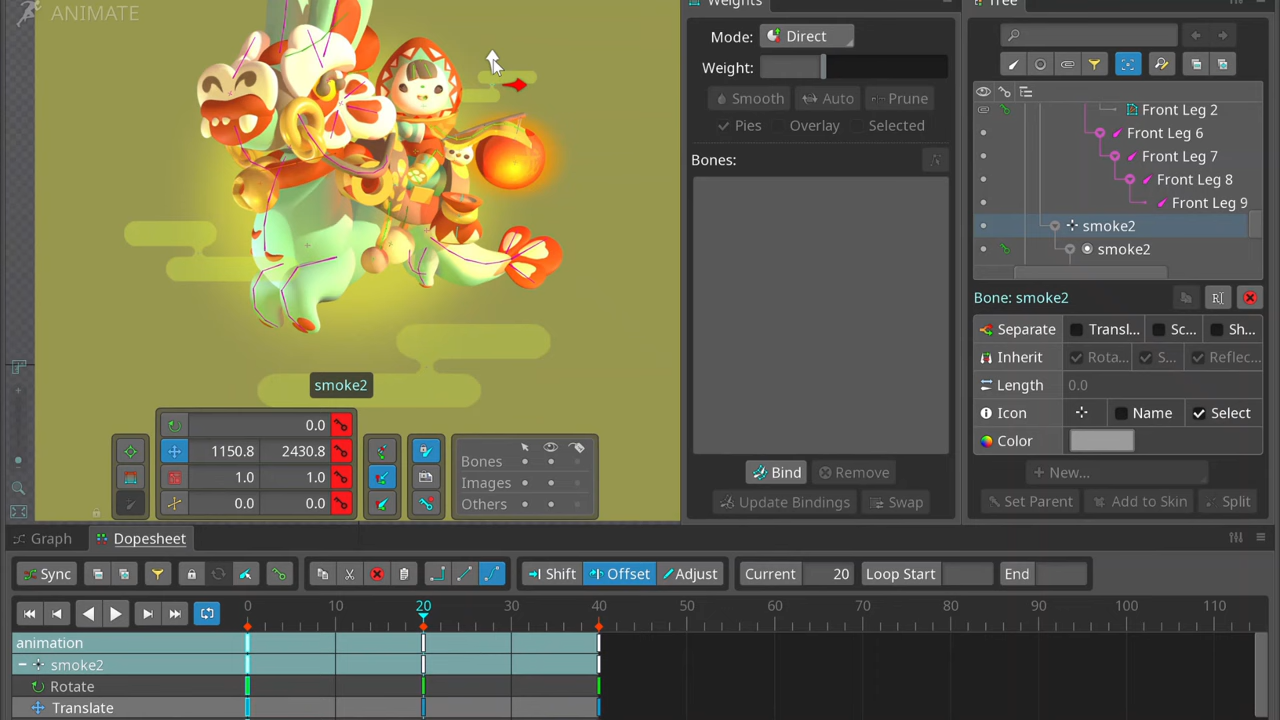 ANIMATE
Weights
Tree
Mode: Direct
Weight:
Smooth Auto Prune
Pies Overlay Selected
Bones:
Bind Remove
Update Bindings Swap
Front Leg 2
Front Leg 6
Front Leg 7
Front Leg 8
Front Leg 9
smoke2
smoke2
Bone: smoke2
Separate Transl... Sc... Sh...
Inherit Rota... S... Reflec...
Length 0.0
Icon Name Select
Color
New...
Set Parent Add to Skin Split
smoke2
0.0
1150.8 2430.8
1.0 1.0
0.0 0.0
Bones
Images
Others
Graph Dopesheet
Sync Shift Offset Adjust Current 20 Loop Start End
0 10 20 30 40 50 60 70 80 90 100 110
animation
smoke2
Rotate
Translate